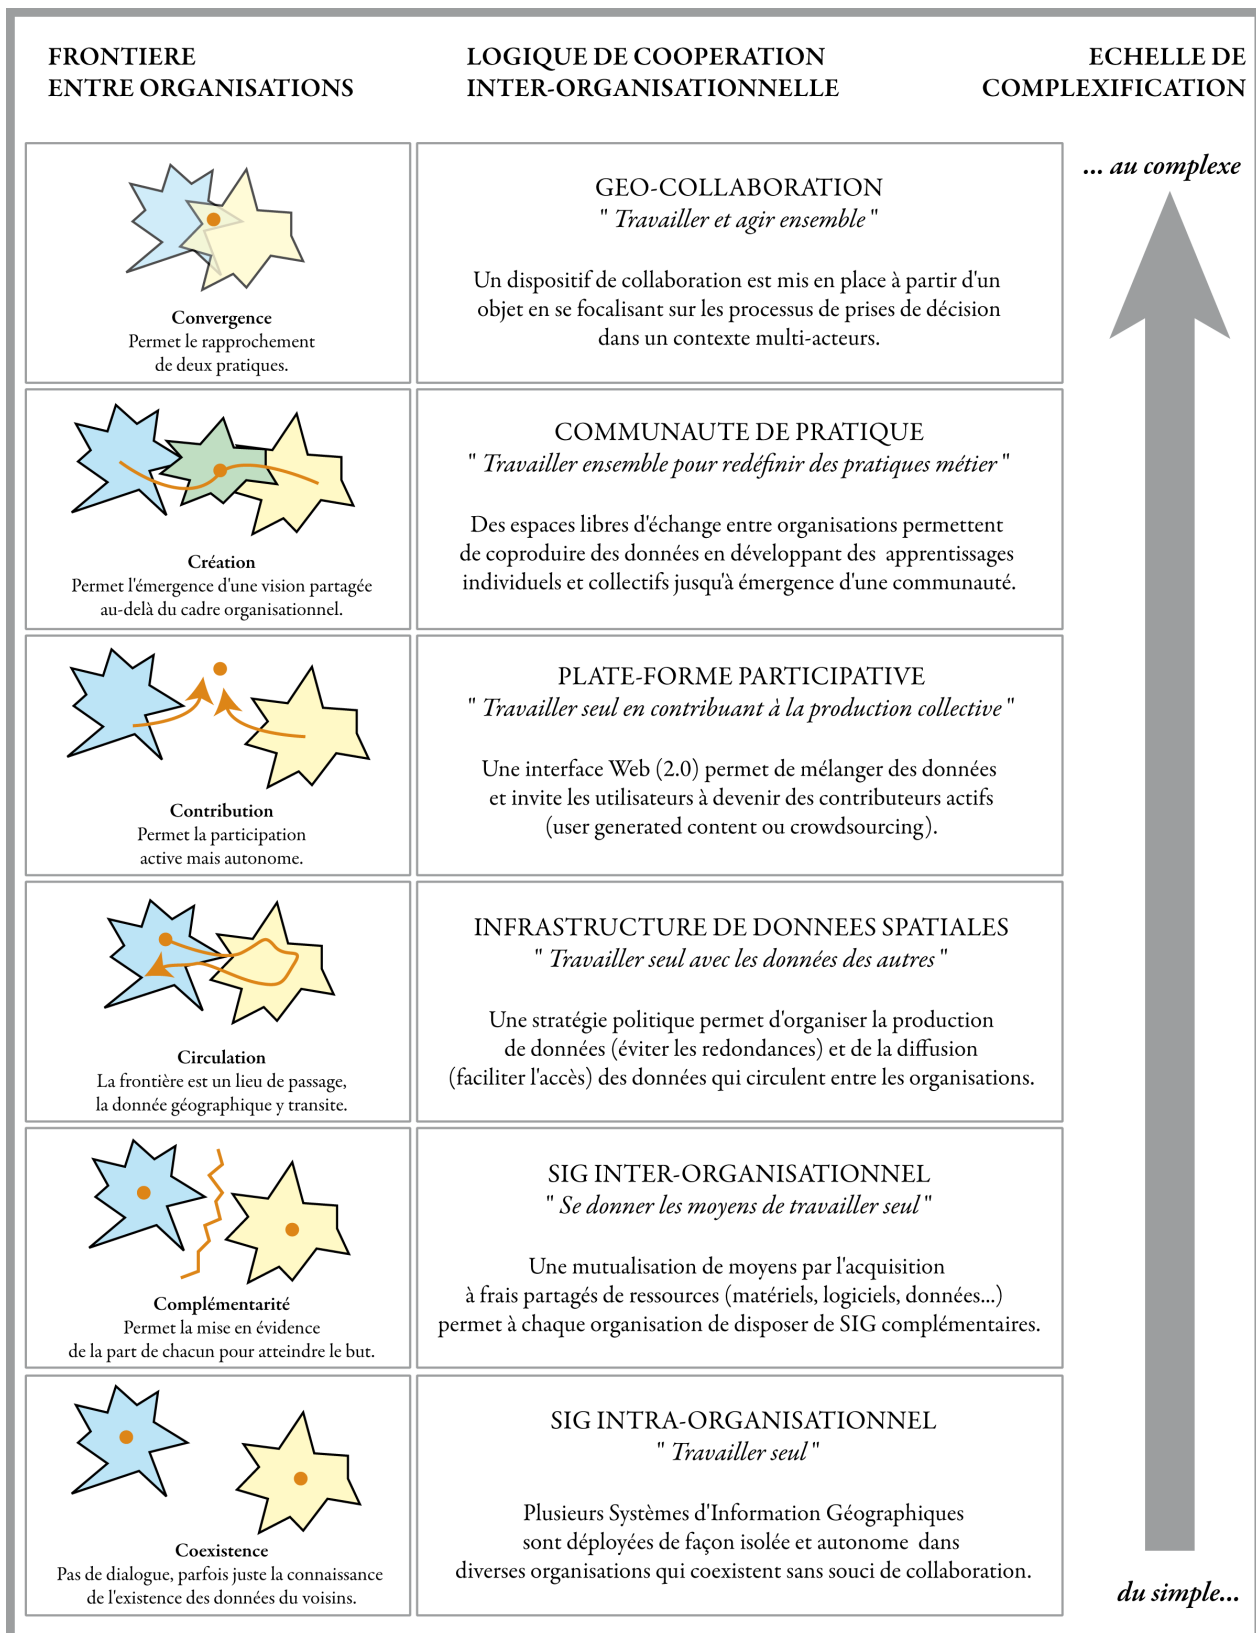 FRONTIERE
ENTRE ORGANISATIONS
LOGIQUE DE COOPERATION
INTER-ORGANISATIONNELLE
ECHELLE DE
COMPLEXIFICATION
... au complexe
Convergence
Permet le rapprochement
de deux pratiques.
GEO-COLLABORATION
" Travailler et agir ensemble "
Un dispositif de collaboration est mis en place à partir d'un
objet en se focalisant sur les processus de prises de décision
dans un contexte multi-acteurs.
Création
Permet l'émergence d'une vision partagée
au-delà du cadre organisationnel.
COMMUNAUTE DE PRATIQUE
" Travailler ensemble pour redéfinir des pratiques métier "
Des espaces libres d'échange entre organisations permettent
de coproduire des données en développant des apprentissages
individuels et collectifs jusqu'à émergence d'une communauté.
Contribution
Permet la participation
active mais autonome.
PLATE-FORME PARTICIPATIVE
" Travailler seul en contribuant à la production collective "
Une interface Web (2.0) permet de mélanger des données
et invite les utilisateurs à devenir des contributeurs actifs
(user generated content ou crowdsourcing).
Circulation
La frontière est un lieu de passage,
la donnée géographique y transite.
INFRASTRUCTURE DE DONNEES SPATIALES
" Travailler seul avec les données des autres "
Une stratégie politique permet d'organiser la production
de données (éviter les redondances) et de la diffusion
(faciliter l'accès) des données qui circulent entre les organisations.
Complémentarité
Permet la mise en évidence
de la part de chacun pour atteindre le but.
SIG INTER-ORGANISATIONNEL
" Se donner les moyens de travailler seul "
Une mutualisation de moyens par l'acquisition
à frais partagés de ressources (matériels, logiciels, données...)
permet à chaque organisation de disposer de SIG complémentaires.
Coexistence
Pas de dialogue, parfois juste la connaissance
de l'existence des données du voisins.
SIG INTRA-ORGANISATIONNEL
" Travailler seul "
Plusieurs Systèmes d'Information Géographiques
sont déployées de façon isolée et autonome dans
diverses organisations qui coexistent sans souci de collaboration.
du simple...